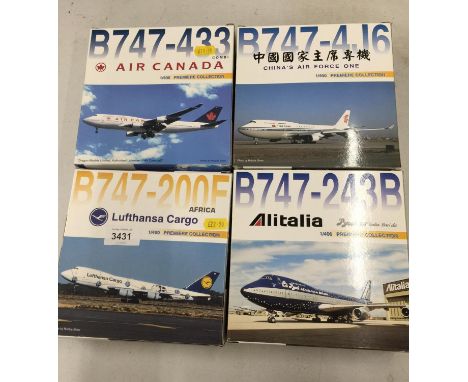 B747-433
COMBI
AIR CANADA
1/400 PREMIERE COLLECTION
B747-4J6
中國國家主席專機
CHINA'S AIR FORCE ONE
1/400 PREMIERE COLLECTION
B747-200F
AFRICA
Lufthansa Cargo
3431
1/400 PREMIERE COLLECTION
Lufthansa Cargo
B747-243B
Alitalia
1/400 PREMIERE COLLECTION
Alitalia